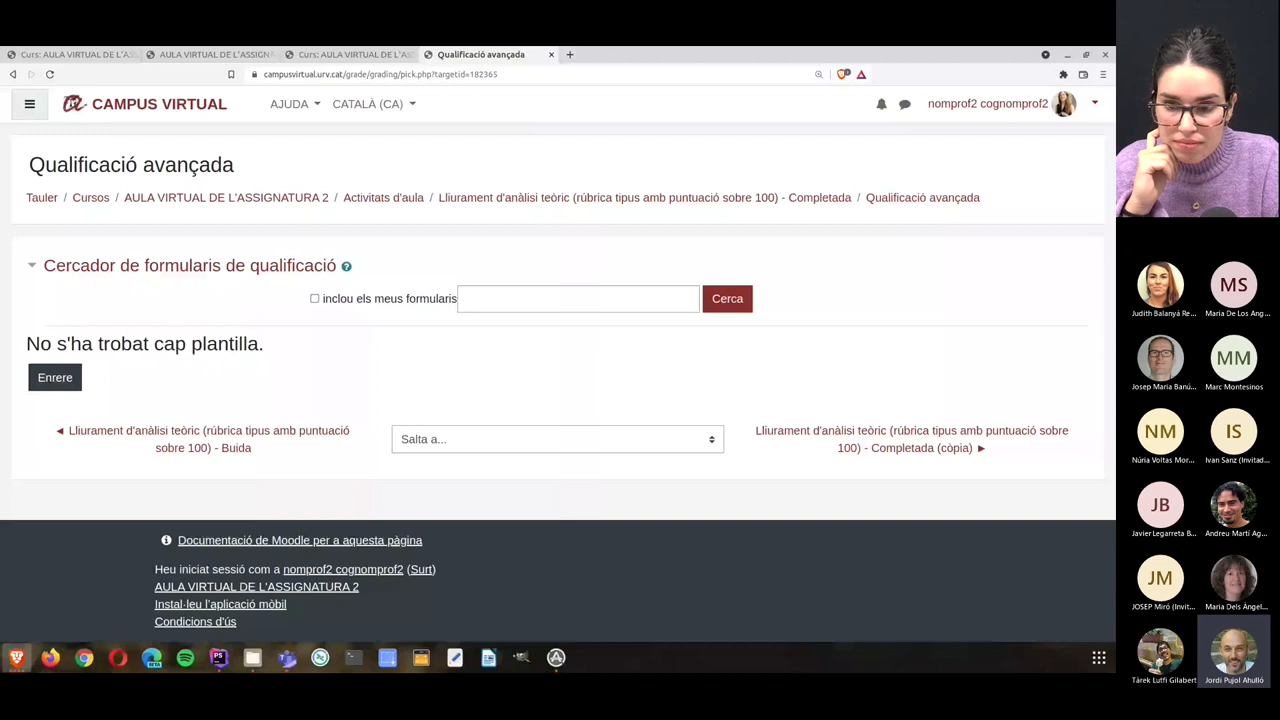 Curs: AULA VIRTUAL DE L'AS
AULA VIRTUAL DE L'ASSIGN
Curs: AULA VIRTUAL DE L'AS
Qualificació avançada
campusvirtual.urv.cat/grade/grading/pick.php?targetid=182365
CAMPUS VIRTUAL
AJUDA
CATALÀ (CA)
nomprof2 cognomprof2
Qualificació avançada
Tauler / Cursos / AULA VIRTUAL DE L'ASSIGNATURA 2 / Activitats d'aula / Lliurament d'anàlisi teòric (rúbrica tipus amb puntuació sobre 100) - Completada / Qualificació avançada
Cercador de formularis de qualificació
inclou els meus formularis
Cerca
No s'ha trobat cap plantilla.
Enrere
◄ Lliurament d'anàlisi teòric (rúbrica tipus amb puntuació
sobre 100) - Buida
Salta a...
Lliurament d'anàlisi teòric (rúbrica tipus amb puntuació sobre
100) - Completada (còpia) ►
Documentació de Moodle per a aquesta pàgina
Heu iniciat sessió com a nomprof2 cognomprof2 (Surt)
AULA VIRTUAL DE L'ASSIGNATURA 2
Instal·leu l'aplicació mòbil
Condicions d'ús
Judith Balanyá Re...
MS
Maria De Los Ang...
Josep Maria Banú...
MM
Marc Montesinos
NM
Núria Voltas Mor...
IS
Ivan Sanz (Invitad...
JB
Javier Legarreta B...
Andreu Martí Ag...
JM
JOSEP Miró (Invit...
Maria Dels Àngel...
Tàrek Lutfi Gilabert
Jordi Pujol Ahulló